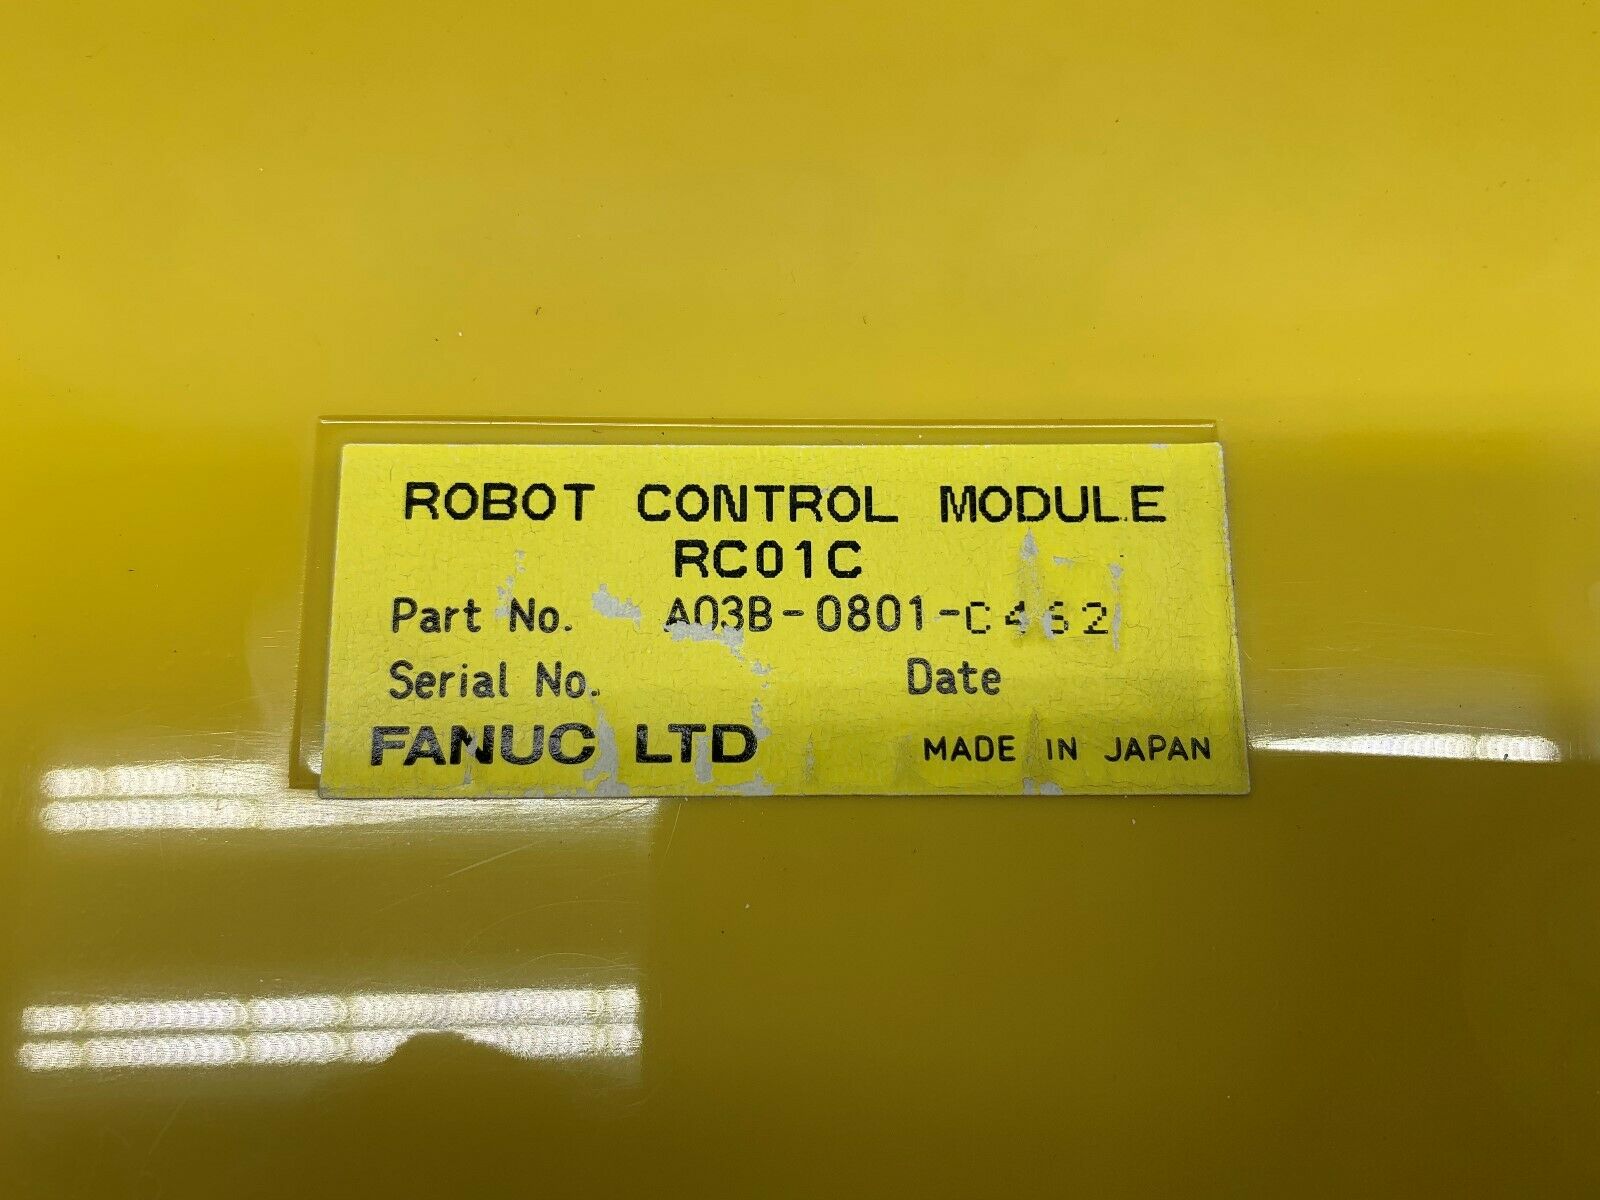 ROBOT CONTROL MODULE
RC01C
Part No. A03B-0801-C462
Serial No. Date
FANUC LTD MADE IN JAPAN